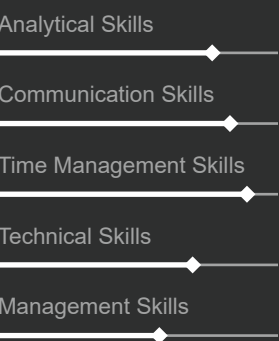 Analytical Skills
Communication Skills
Time Management Skills
Technical Skills
Management Skills